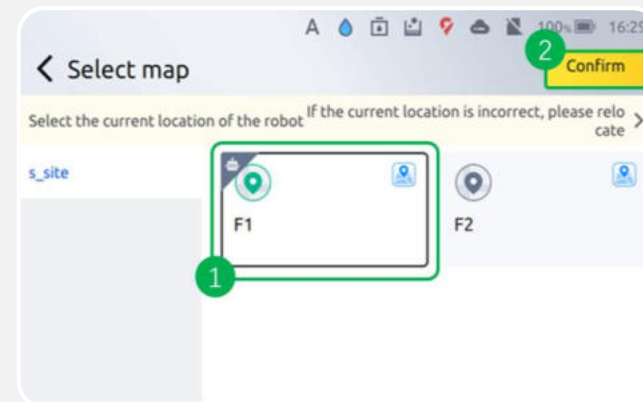 A 100% 16:29
Select map
2
Confirm
Select the current location of the robot
If the current location is incorrect, please relo
cate
s_site
F1
F2
1